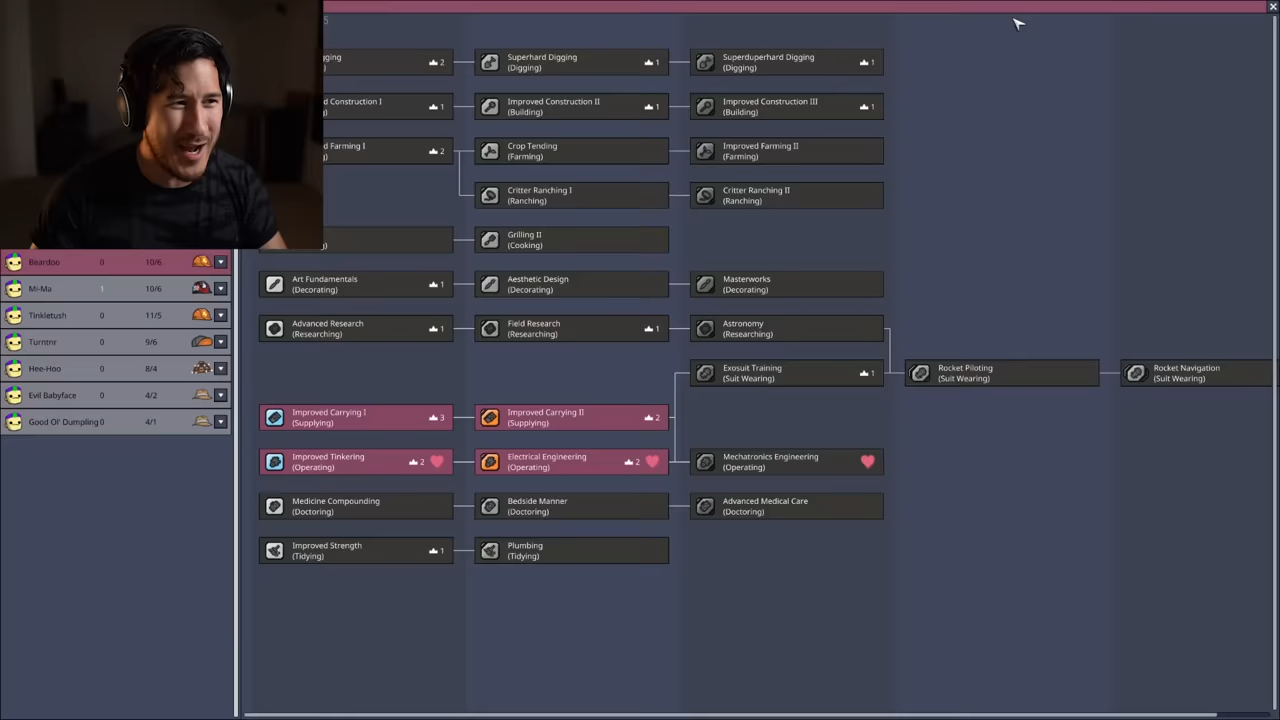 5
gging
)
2
Superhard Digging
(Digging)
1
Superduperhard Digging
(Digging)
1
d Construction I
g)
1
Improved Construction II
(Building)
1
Improved Construction III
(Building)
1
d Farming I
g)
2
Crop Tending
(Farming)
Improved Farming II
(Farming)
Critter Ranching I
(Ranching)
Critter Ranching II
(Ranching)
)
Grilling II
(Cooking)
Art Fundamentals
(Decorating)
1
Aesthetic Design
(Decorating)
Masterworks
(Decorating)
Advanced Research
(Researching)
1
Field Research
(Researching)
1
Astronomy
(Researching)
Exosuit Training
(Suit Wearing)
1
Rocket Piloting
(Suit Wearing)
Rocket Navigation
(Suit Wearing)
Improved Carrying I
(Supplying)
3
Improved Carrying II
(Supplying)
2
Improved Tinkering
(Operating)
2
Electrical Engineering
(Operating)
2
Mechatronics Engineering
(Operating)
Medicine Compounding
(Doctoring)
Bedside Manner
(Doctoring)
Advanced Medical Care
(Doctoring)
Improved Strength
(Tidying)
1
Plumbing
(Tidying)
Beardoo 0 10/6
Mi-Ma 1 10/6
Tinkletush 0 11/5
Turntnr 0 9/6
Hee-Hoo 0 8/4
Evil Babyface 0 4/2
Good Ol' Dumpling 0 4/1